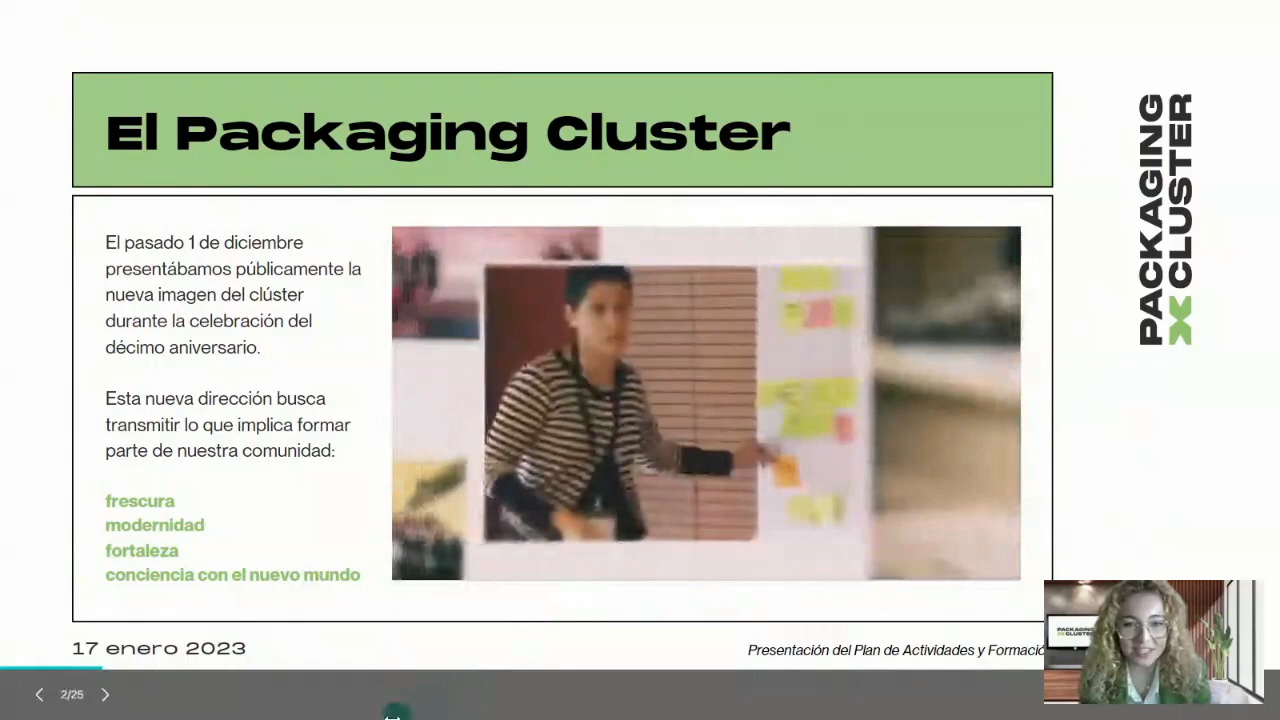 El Packaging Cluster
El pasado 1 de diciembre
presentábamos públicamente la
nueva imagen del clúster
durante la celebración del
décimo aniversario.
Esta nueva dirección busca
transmitir lo que implica formar
parte de nuestra comunidad:
frescura
modernidad
fortaleza
conciencia con el nuevo mundo
PACKAGING
CLUSTER
17 enero 2023
Presentación del Plan de Actividades y Formació
PACKAGING
CLUSTER
2/25